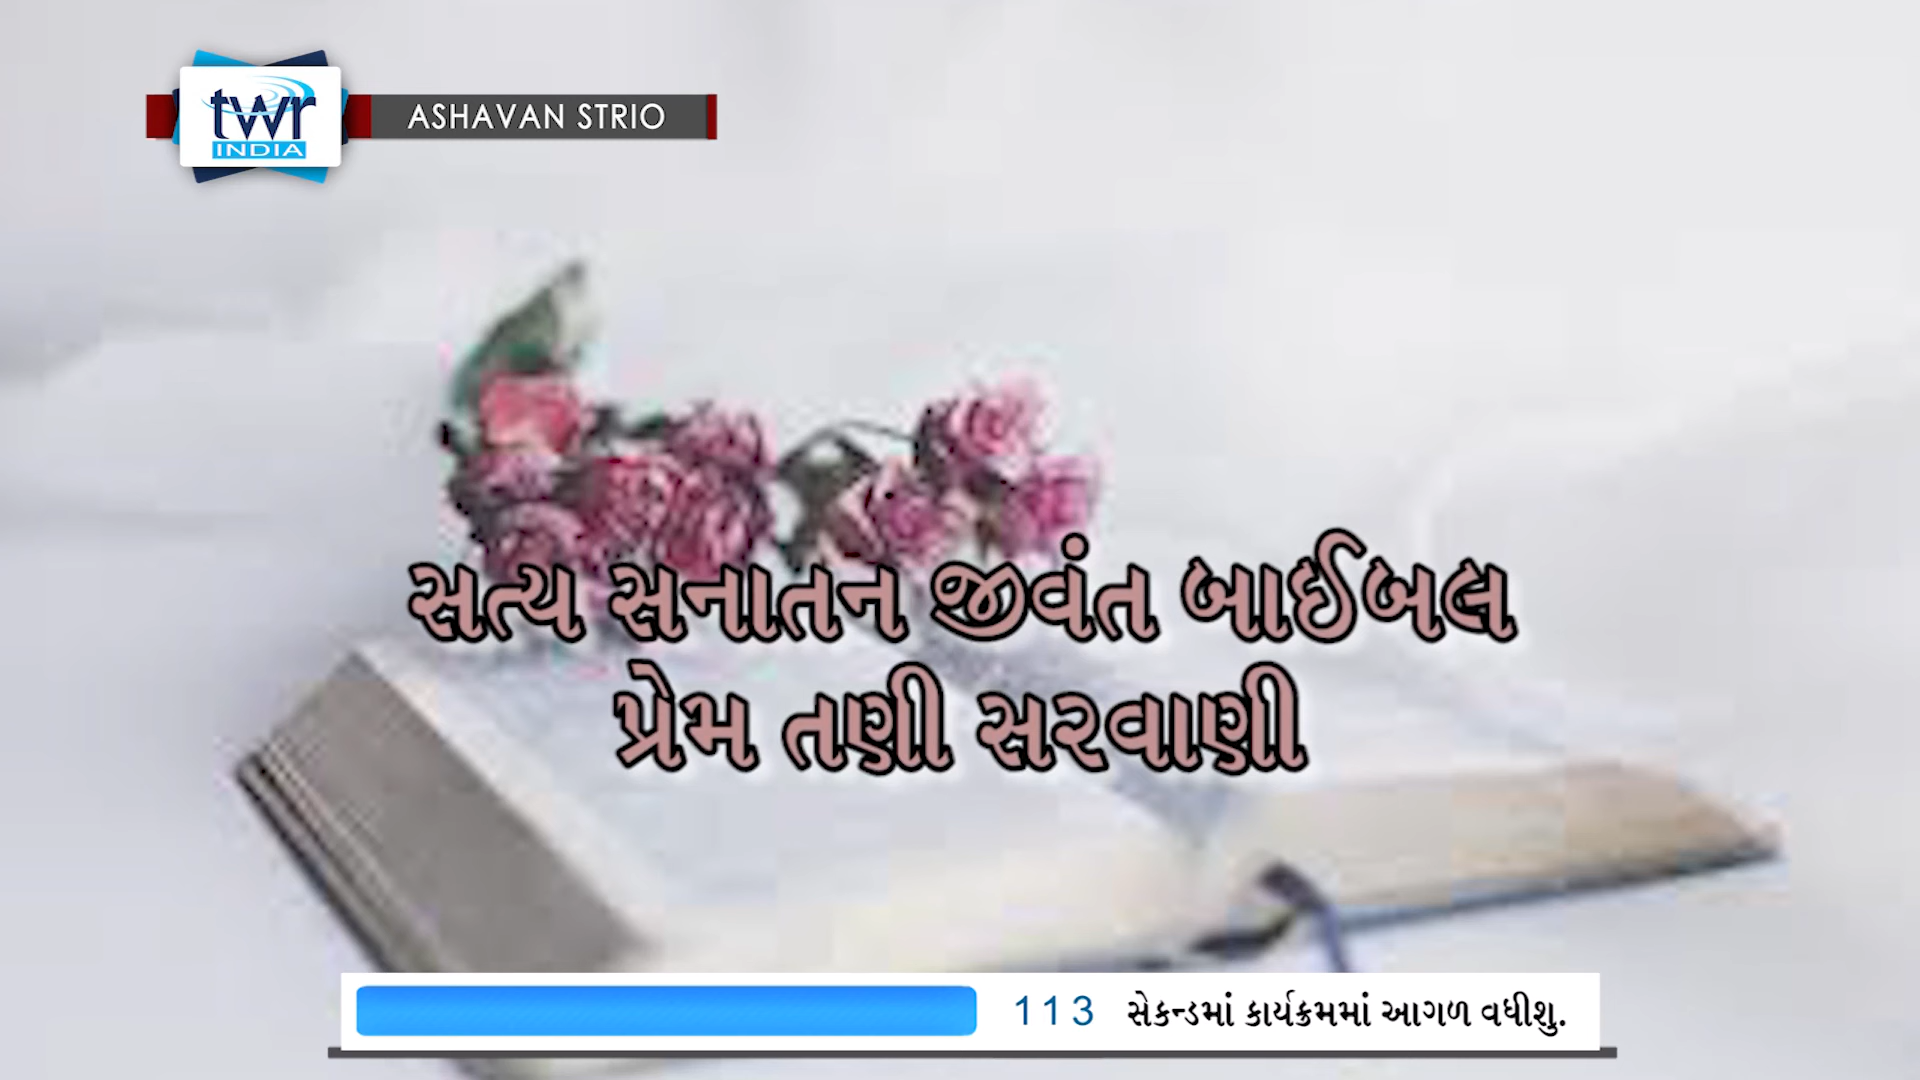 twr
INDIA
ASHAVAN STRIO
સત્ય સનાતન જીવંત બાઈબલ
પ્રેમ તણી સરવાણી
113 સેકન્ડમાં કાર્યક્રમમાં આગળ વધીશુ.